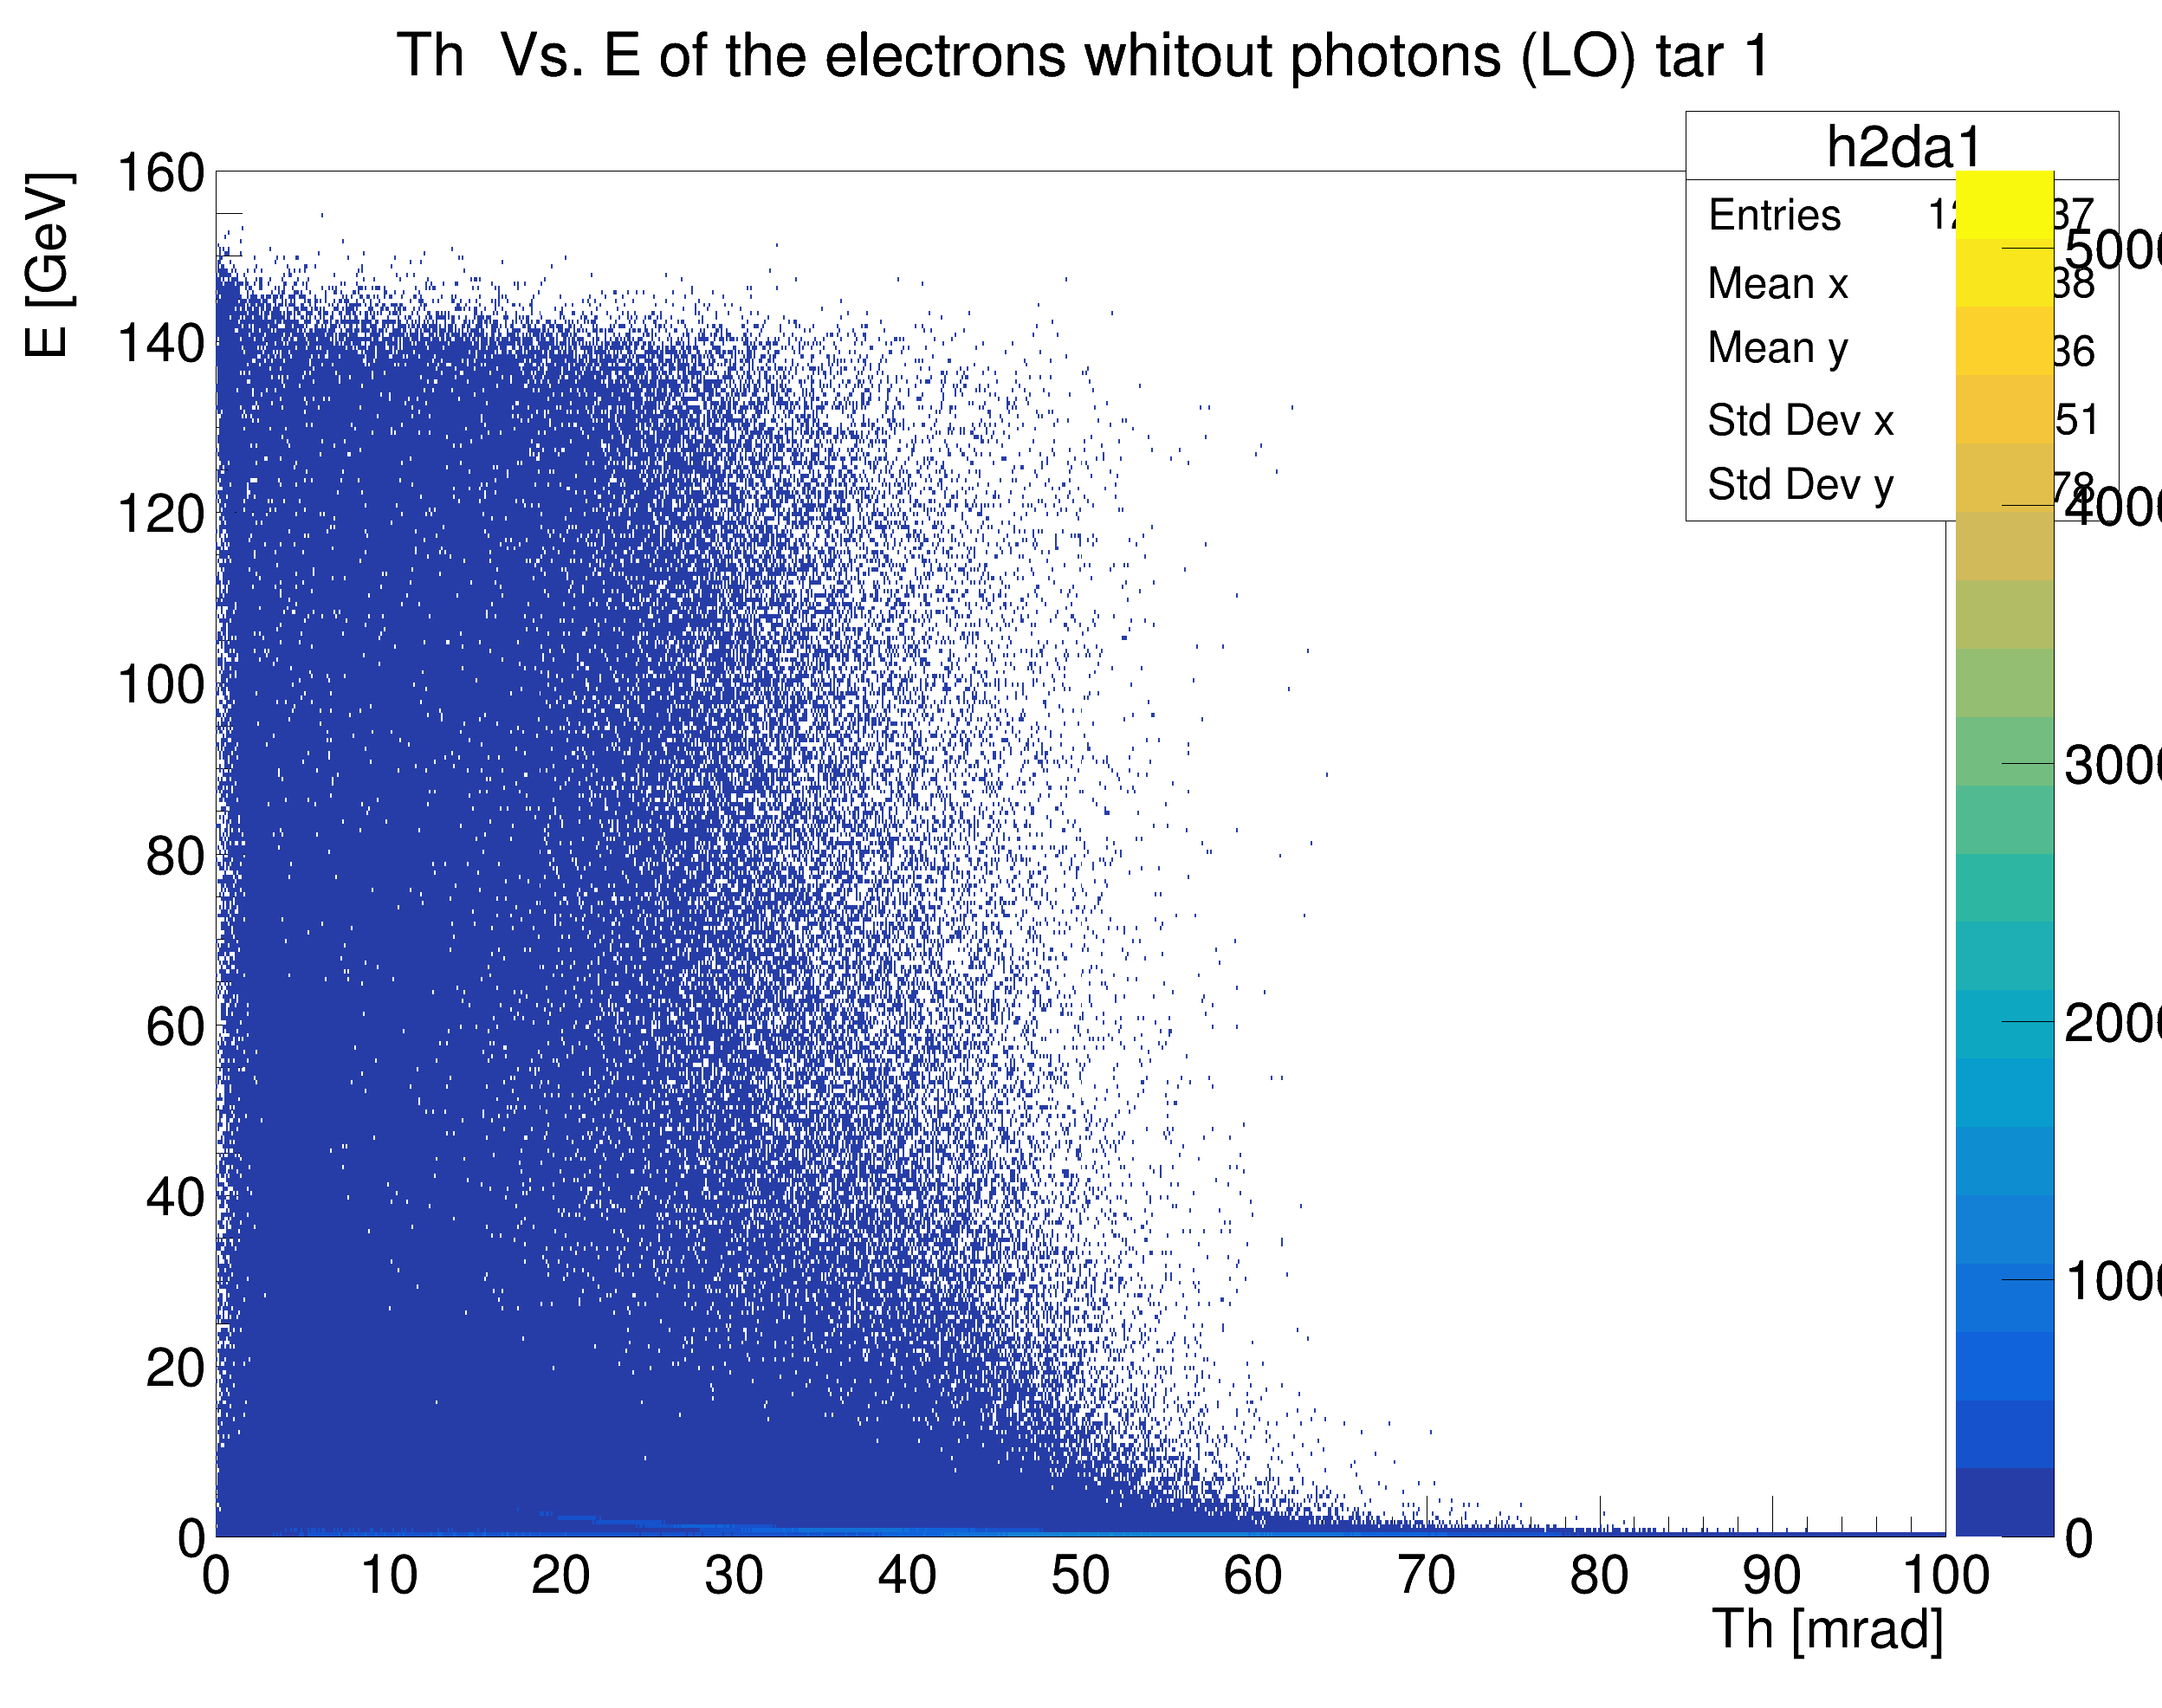 Th Vs. E of the electrons whitout photons (LO) tar 1
h2da1
Entries
Mean x
Mean y
Std Dev x
Std Dev y
E [GeV]
160
140
120
100
80
60
40
20
0
0 10 20 30 40 50 60 70 80 90 100
Th [mrad]
0